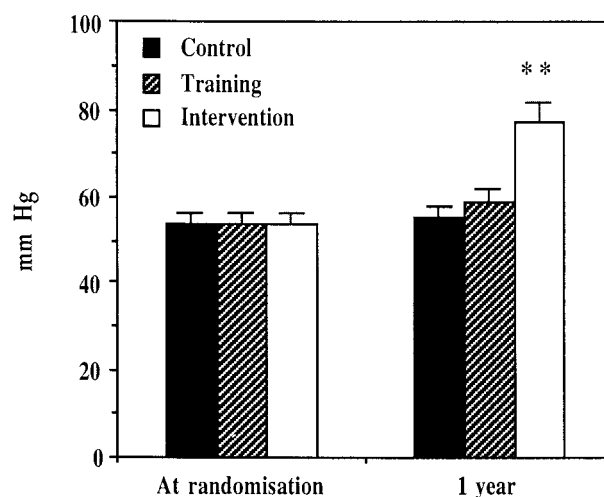 100
80
60
40
20
0
mm Hg
Control
Training
Intervention
**
At randomisation
1 year